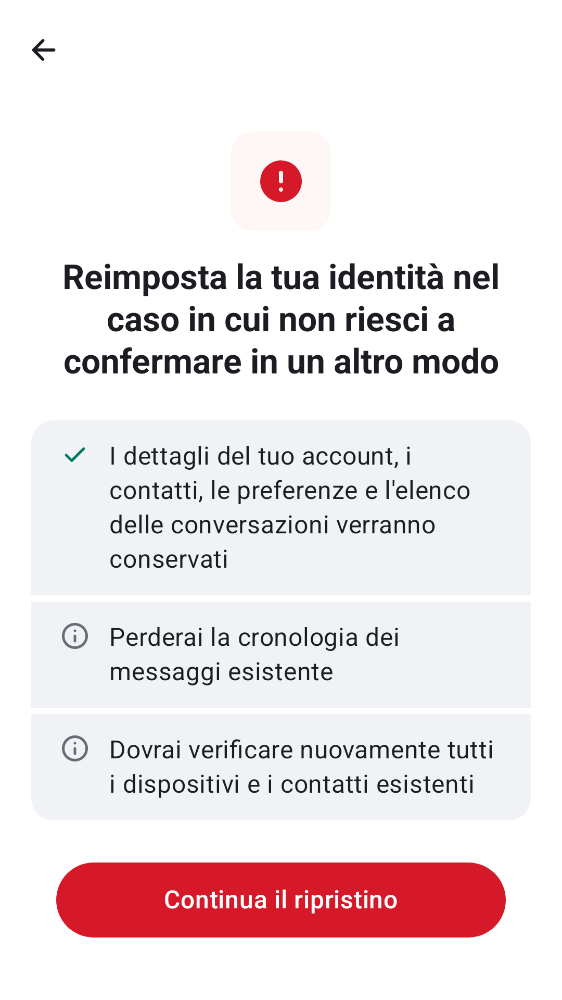 Reimposta la tua identità nel
caso in cui non riesci a
confermare in un altro modo
I dettagli del tuo account, i
contatti, le preferenze e l'elenco
delle conversazioni verranno
conservati
Perderai la cronologia dei
messaggi esistente
Dovrai verificare nuovamente tutti
i dispositivi e i contatti esistenti
Continua il ripristino